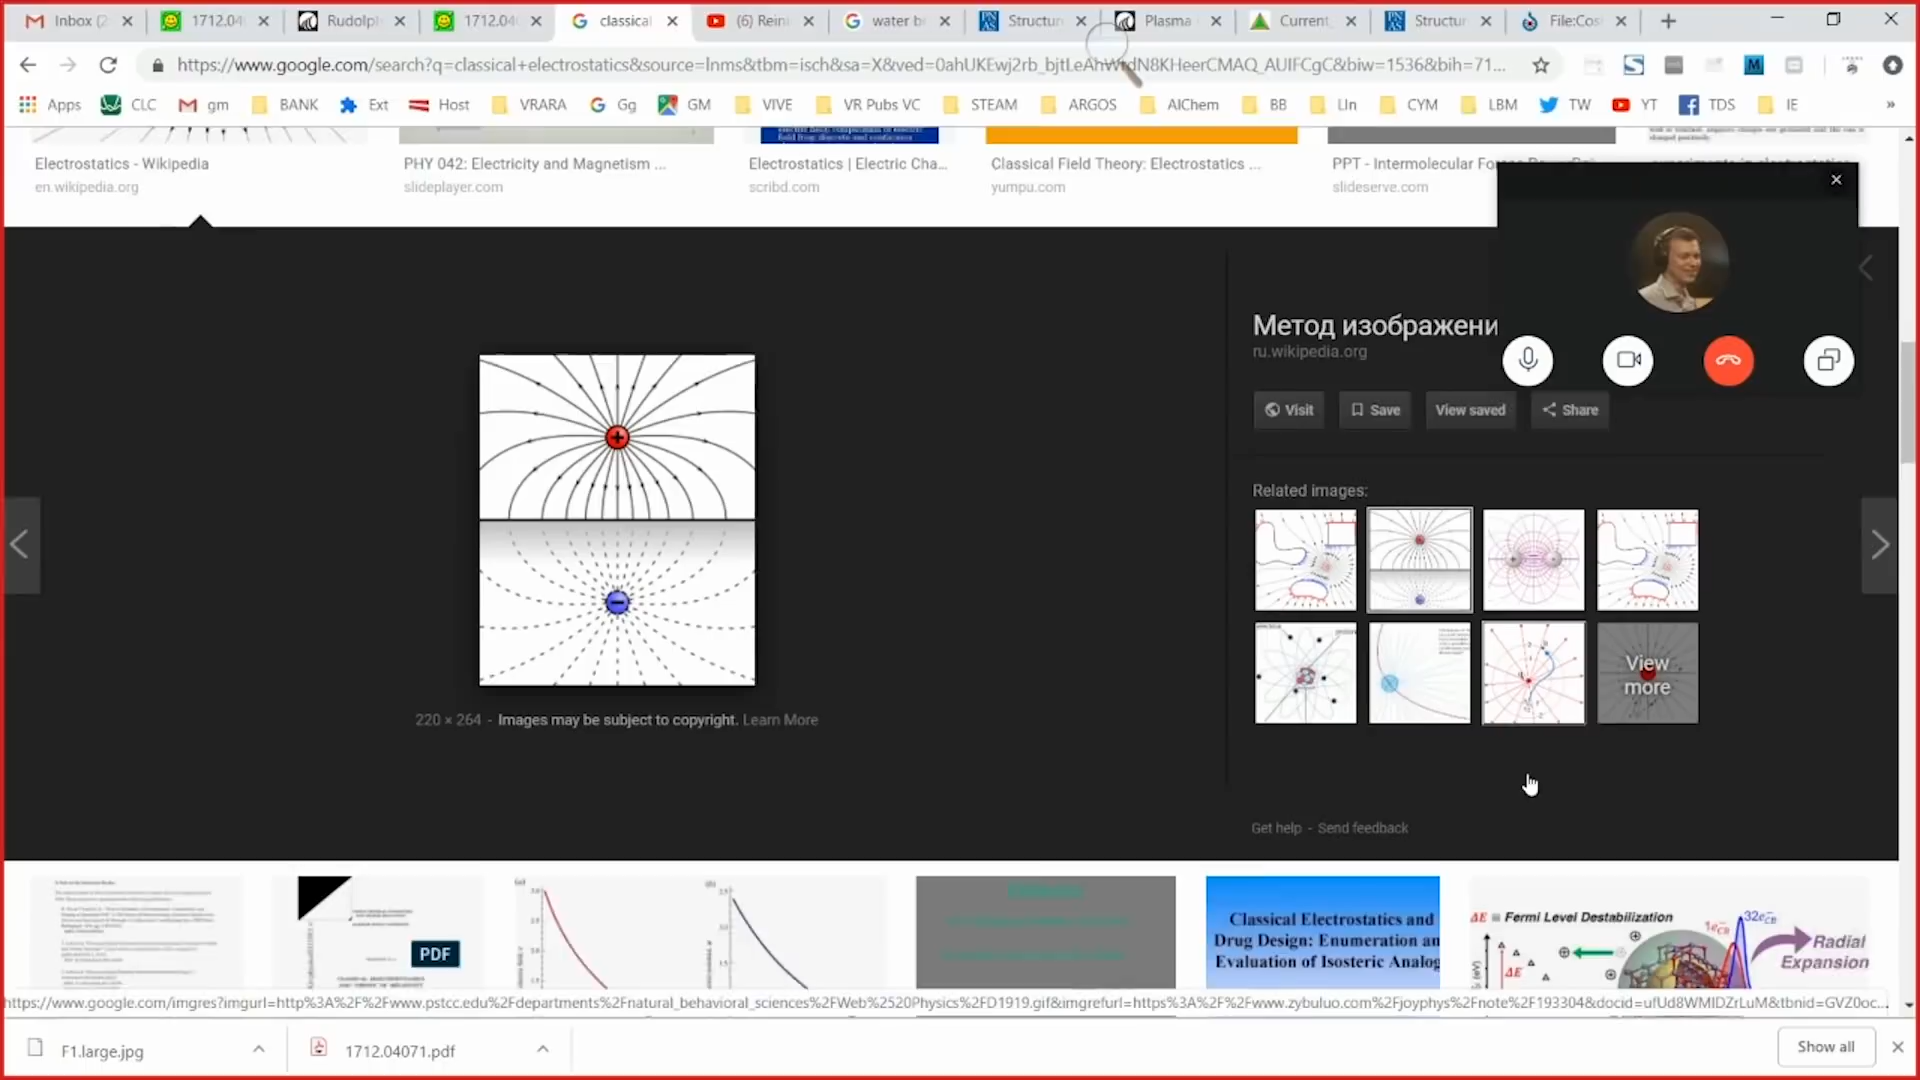 Inbox (2
1712.04
Rudolph
1712.04
classical
(6) Rein
water b
Structur
Plasma
Current
Structur
File:Cos
https://www.google.com/search?q=classical+electrostatics&source=lnms&tbm=isch&sa=X&ved=0ahUKEwj2rb_bjtLeAhWtdN8KHeerCMAQ_AUIFCgC&biw=1536&bih=71...
Apps
CLC
gm
BANK
Ext
Host
VRARA
Gg
GM
VIVE
VR Pubs VC
STEAM
ARGOS
AIChem
BB
LIn
CYM
LBM
TW
YT
TDS
IE
»
Electrostatics - Wikipedia
en.wikipedia.org
PHY 042: Electricity and Magnetism ...
slideplayer.com
Electrostatics | Electric Cha...
scribd.com
Classical Field Theory: Electrostatics ...
yumpu.com
PPT - Intermolecular Forces
slideserve.com
Метод изображени
ru.wikipedia.org
Visit
Save
View saved
Share
Related images:
View
more
220 × 264 - Images may be subject to copyright. Learn More
Get help - Send feedback
PDF
Classical Electrostatics and
Drug Design: Enumeration an
Evaluation of Isosteric Analog
ΔE ≡ Fermi Level Destabilization
ΔE
Radial
Expansion
https://www.google.com/imgres?imgurl=http%3A%2F%2Fwww.pstcc.edu%2Fdepartments%2Fnatural_behavioral_sciences%2FWeb%2520Physics%2FD1919.gif&imgrefurl=https%3A%2F%2Fwww.zybuluo.com%2Fjoyphys%2Fnote%2F193304&docid=ufUd8WMIDZrLuM&tbnid=GVZ0oc...
F1.large.jpg
1712.04071.pdf
Show all